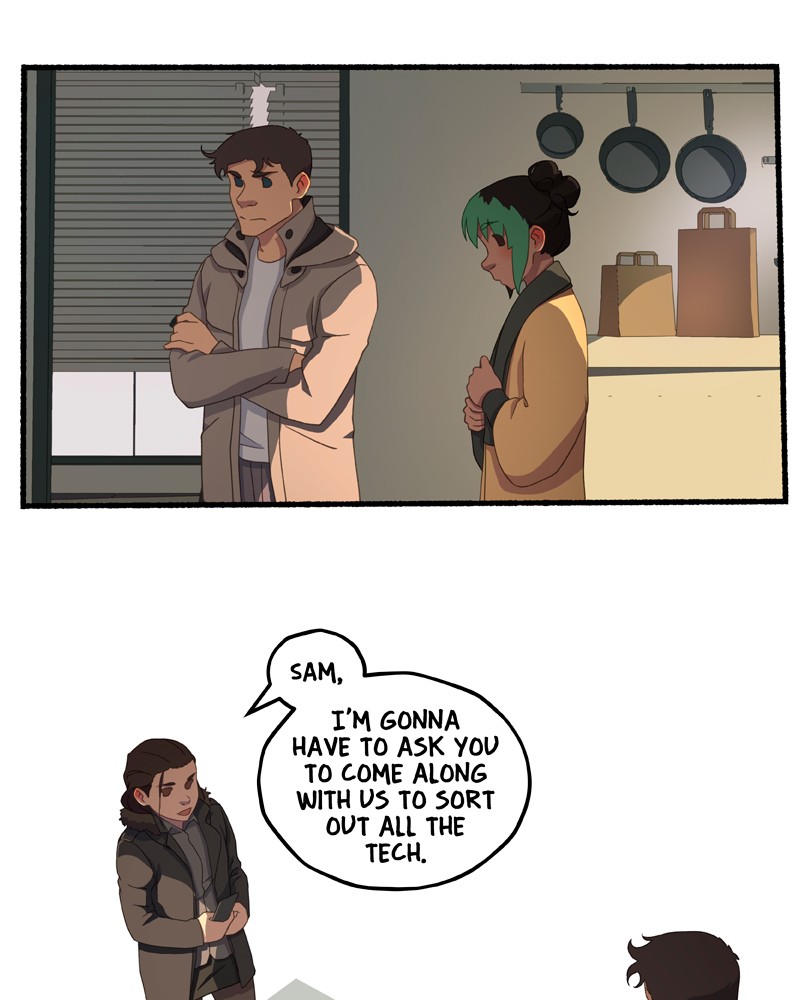 SAM,
I'M GONNA
HAVE TO ASK YOU
TO COME ALONG
WITH US TO SORT
OUT ALL THE
TECH.